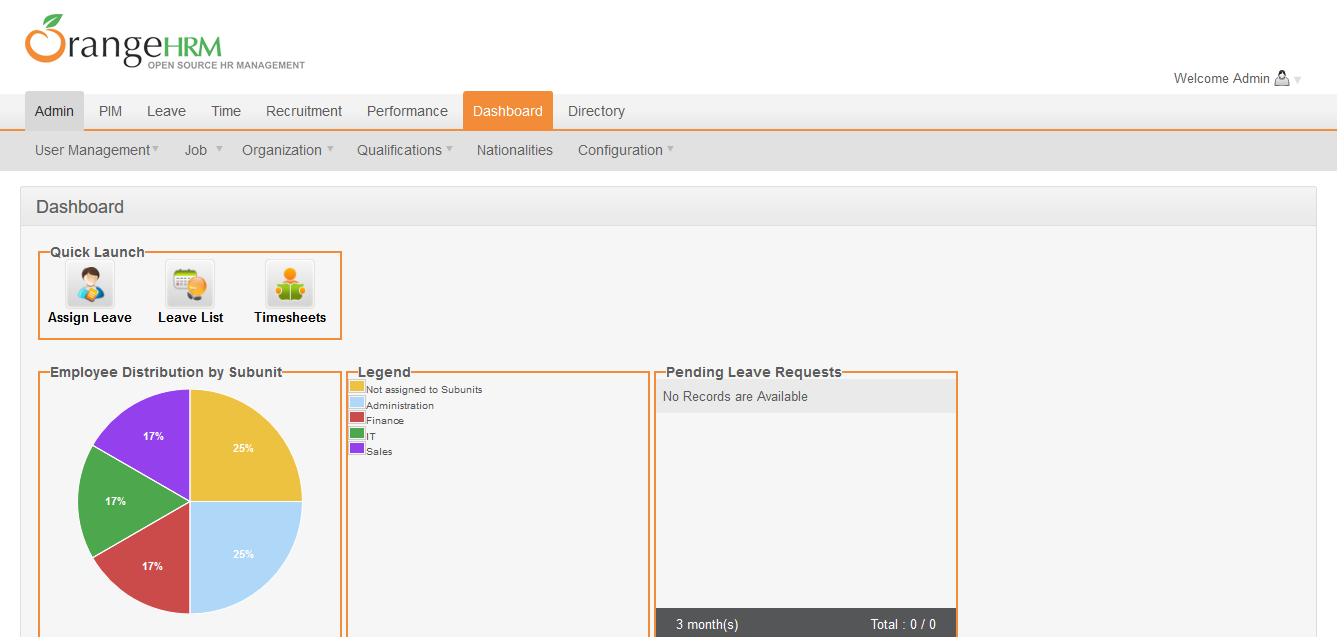 OrangeHRM
OPEN SOURCE HR MANAGEMENT
Welcome Admin
Admin PIM Leave Time Recruitment Performance Dashboard Directory
User Management Job Organization Qualifications Nationalities Configuration
Dashboard
Quick Launch
Assign Leave Leave List Timesheets
Employee Distribution by Subunit
17%
25%
17%
17%
25%
Legend
Not assigned to Subunits
Administration
Finance
IT
Sales
Pending Leave Requests
No Records are Available
3 month(s) Total : 0 / 0